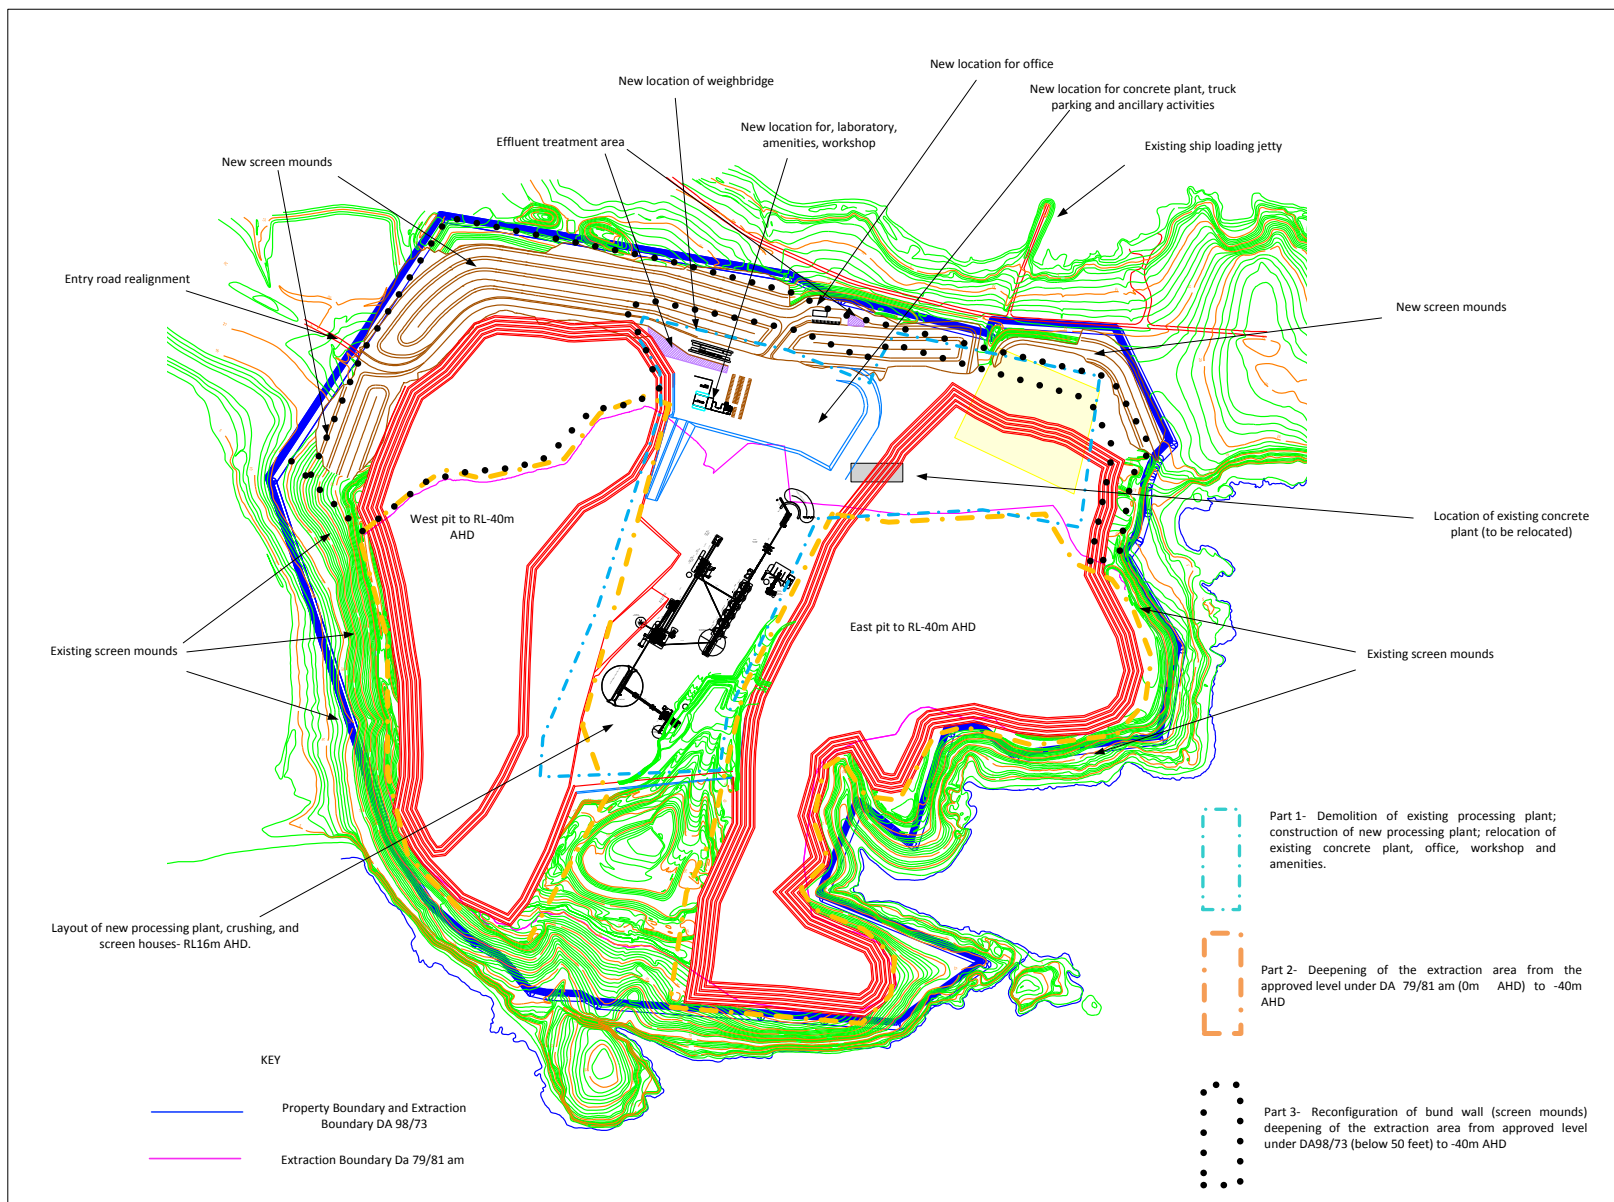 New location for office
New location of weighbridge
New location for concrete plant, truck
parking and ancillary activities
New location for, laboratory,
amenities, workshop
Effluent treatment area
Existing ship loading jetty
New screen mounds
Entry road realignment
New screen mounds
West pit to RL-40m
AHD
Location of existing concrete
plant (to be relocated)
East pit to RL-40m AHD
Existing screen mounds
Existing screen mounds
Part 1- Demolition of existing processing plant;
construction of new processing plant; relocation of
existing concrete plant, office, workshop and
amenities.
Layout of new processing plant, crushing, and
screen houses- RL16m AHD.
Part 2- Deepening of the extraction area from the
approved level under DA 79/81 am (0m AHD) to -40m
AHD
KEY
Property Boundary and Extraction
Boundary DA 98/73
Extraction Boundary Da 79/81 am
Part 3- Reconfiguration of bund wall (screen mounds)
deepening of the extraction area from approved level
under DA98/73 (below 50 feet) to -40m AHD